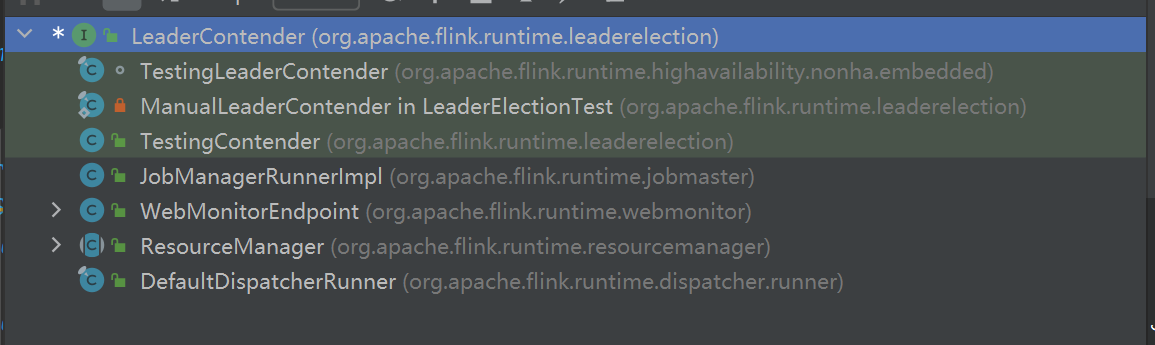 * I LeaderContender (org.apache.flink.runtime.leaderelection)
C TestingLeaderContender (org.apache.flink.runtime.highavailability.nonha.embedded)
C ManualLeaderContender in LeaderElectionTest (org.apache.flink.runtime.leaderelection)
C TestingContender (org.apache.flink.runtime.leaderelection)
C JobManagerRunnerImpl (org.apache.flink.runtime.jobmaster)
C WebMonitorEndpoint (org.apache.flink.runtime.webmonitor)
C ResourceManager (org.apache.flink.runtime.resourcemanager)
C DefaultDispatcherRunner (org.apache.flink.runtime.dispatcher.runner)